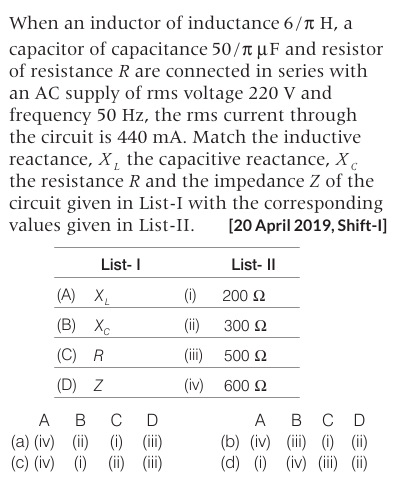 When an inductor of inductance 6/π H, a
capacitor of capacitance 50/π μF and resistor
of resistance R are connected in series with
an AC supply of rms voltage 220 V and
frequency 50 Hz, the rms current through
the circuit is 440 mA. Match the inductive
reactance, X_L the capacitive reactance, X_C
the resistance R and the impedance Z of the
circuit given in List-I with the corresponding
values given in List-II. [20 April 2019, Shift-I]
List- I List- II
(A) X_L (i) 200 Ω
(B) X_C (ii) 300 Ω
(C) R (iii) 500 Ω
(D) Z (iv) 600 Ω
A B C D A B C D
(a) (iv) (ii) (i) (iii) (b) (iv) (iii) (i) (ii)
(c) (iv) (i) (ii) (iii) (d) (i) (iv) (iii) (ii)